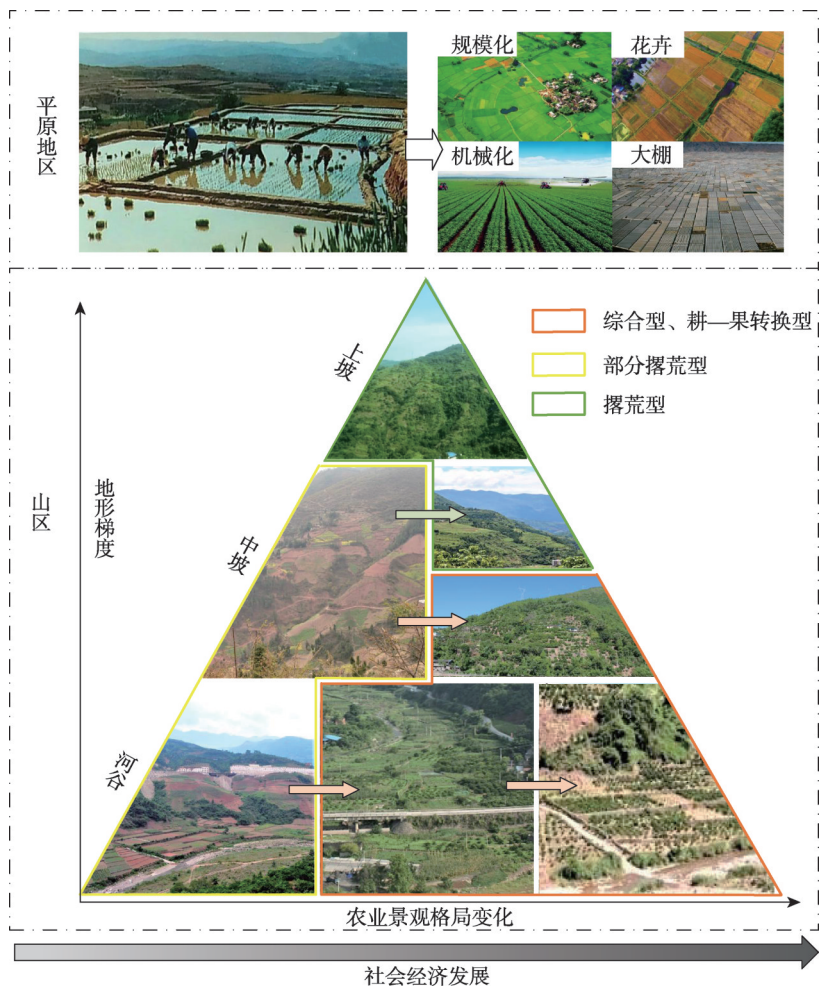 平原地区
规模化
花卉
机械化
大棚
综合型、耕—果转换型
部分撂荒型
撂荒型
上坡
中坡
河谷
山区
地形梯度
农业景观格局变化
社会经济发展